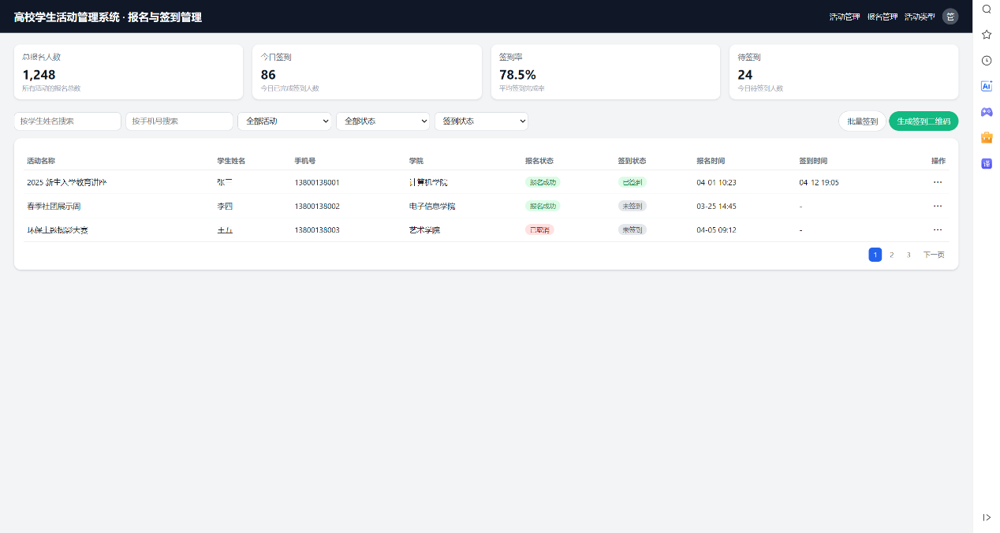 高校学生活动管理系统 · 报名与签到管理
活动管理 报名管理 活动类型 管
总报名人数
1,248
所有活动的报名总数
今日签到
86
今日已完成签到人数
签到率
78.5%
平均签到完成率
待签到
24
今日待签到人数
按学生姓名搜索 按手机号搜索 全部活动 全部状态 签到状态 批量签到 生成签到二维码
活动名称 学生姓名 手机号 学院 报名状态 签到状态 报名时间 签到时间 操作
2025 新生入学教育讲座 张三 13800138001 计算机学院 报名成功 已签到 04-01 10:23 04-12 19:05 ···
春季社团展示周 李四 13800138002 电子信息学院 报名成功 未签到 03-25 14:45 - ···
环保主题摄影大赛 王五 13800138003 艺术学院 已取消 未签到 04-05 09:12 - ···
1 2 3 下一页
AI
译